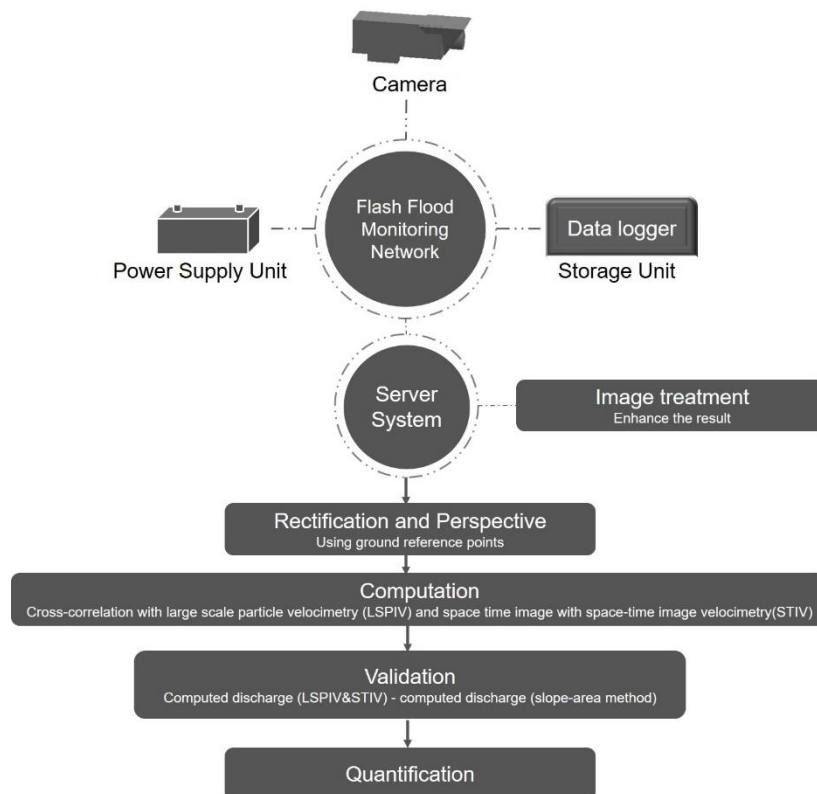 Camera
Flash Flood
Monitoring
Network
Power Supply Unit
Data logger
Storage Unit
Server
System
Image treatment
Enhance the result
Rectification and Perspective
Using ground reference points
Computation
Cross-correlation with large scale particle velocimetry (LSPIV) and space time image with space-time image velocimetry(STIV)
Validation
Computed discharge (LSPIV&STIV) - computed discharge (slope-area method)
Quantification